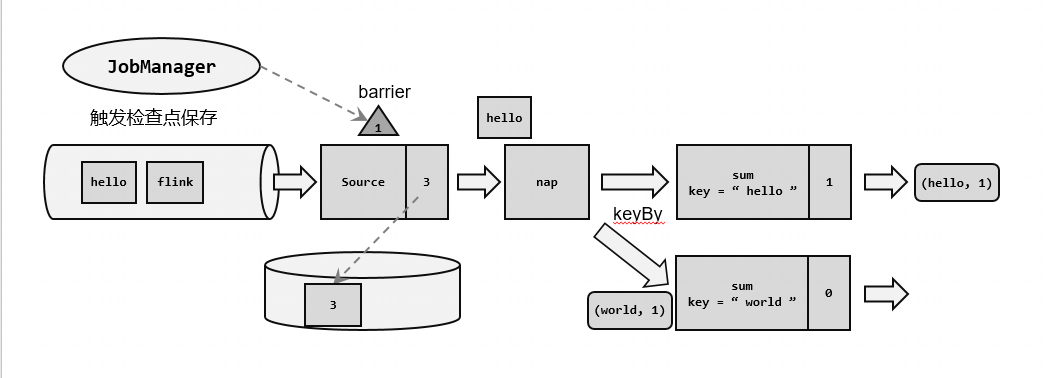 JobManager
触发检查点保存
barrier
1
hello
hello
flink
Source
3
nap
sum
key = “ hello ”
1
(hello, 1)
keyBy
3
(world, 1)
sum
key = “ world ”
0